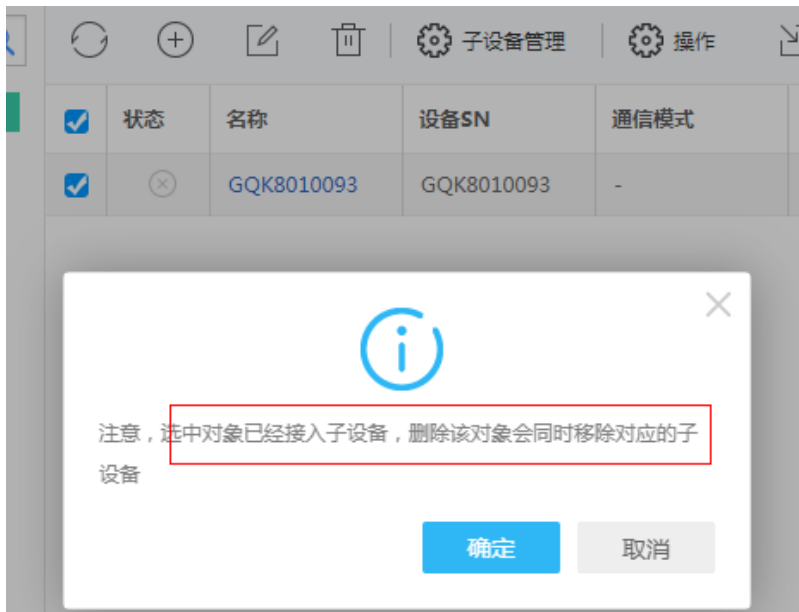 子设备管理 操作
状态 名称 设备SN 通信模式
GQK8010093 GQK8010093 -
注意，选中对象已经接入子设备，删除该对象会同时移除对应的子
设备
确定 取消